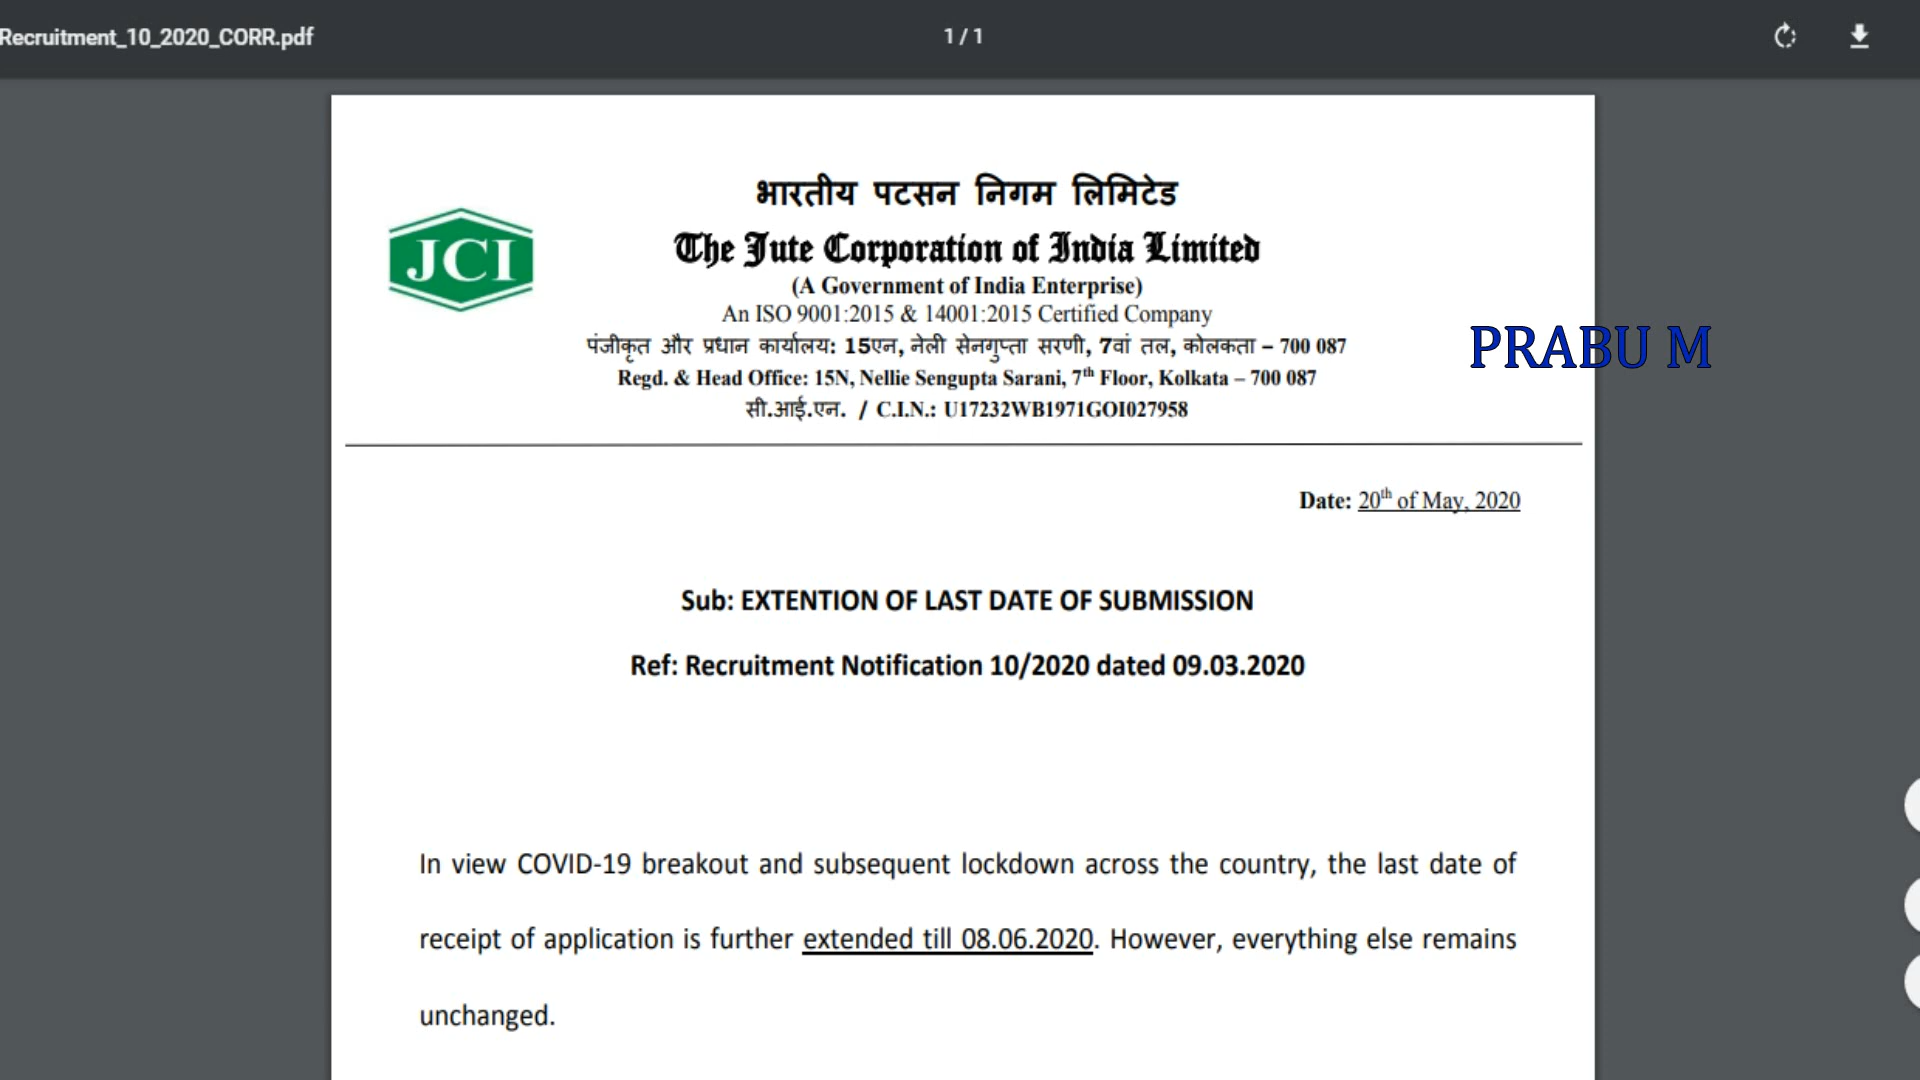 Recruitment_10_2020_CORR.pdf
1 / 1
भारतीय पटसन निगम लिमिटेड
JCI
The Jute Corporation of India Limited
(A Government of India Enterprise)
An ISO 9001:2015 & 14001:2015 Certified Company
पंजीकृत और प्रधान कार्यालय: 15एन, नेली सेनगुप्ता सरणी, 7वां तल, कोलकता – 700 087
PRABU M
Regd. & Head Office: 15N, Nellie Sengupta Sarani, 7th Floor, Kolkata – 700 087
सी.आई.एन. / C.I.N.: U17232WB1971GOI027958
Date: 20th of May, 2020
Sub: EXTENTION OF LAST DATE OF SUBMISSION
Ref: Recruitment Notification 10/2020 dated 09.03.2020
In view COVID-19 breakout and subsequent lockdown across the country, the last date of
receipt of application is further extended till 08.06.2020. However, everything else remains
unchanged.